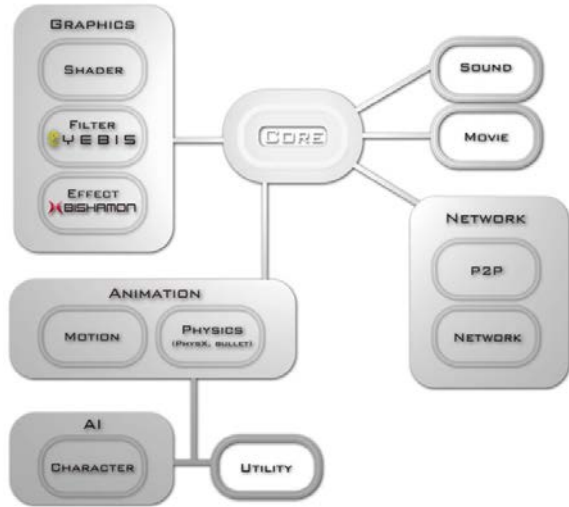 GRAPHICS
SHADER
FILTER
YEBIS
EFFECT
BISHAMON
CORE
SOUND
MOVIE
NETWORK
P2P
NETWORK
ANIMATION
MOTION
PHYSICS
(PHYSX, BULLET)
AI
CHARACTER
UTILITY